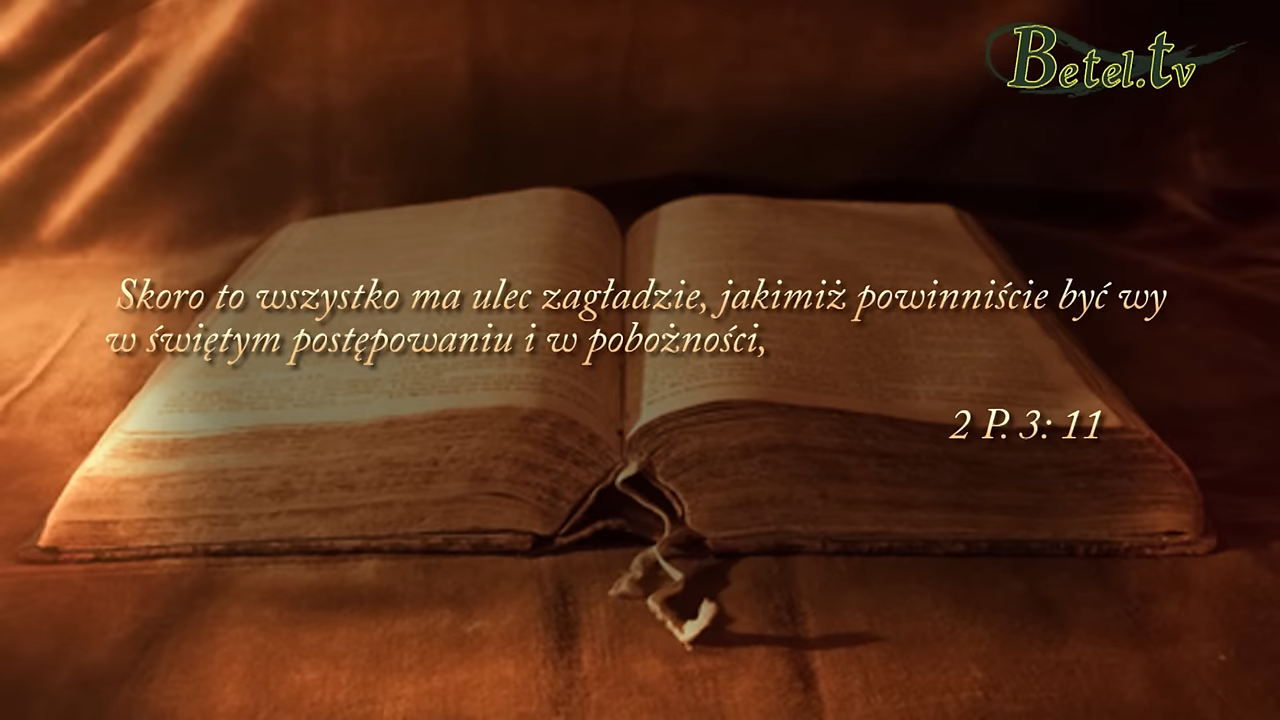 Betel.tv
Skoro to wszystko ma ulec zagładzie, jakimiż powinniście być wy
w świętym postępowaniu i w pobożności,
2 P. 3: 11